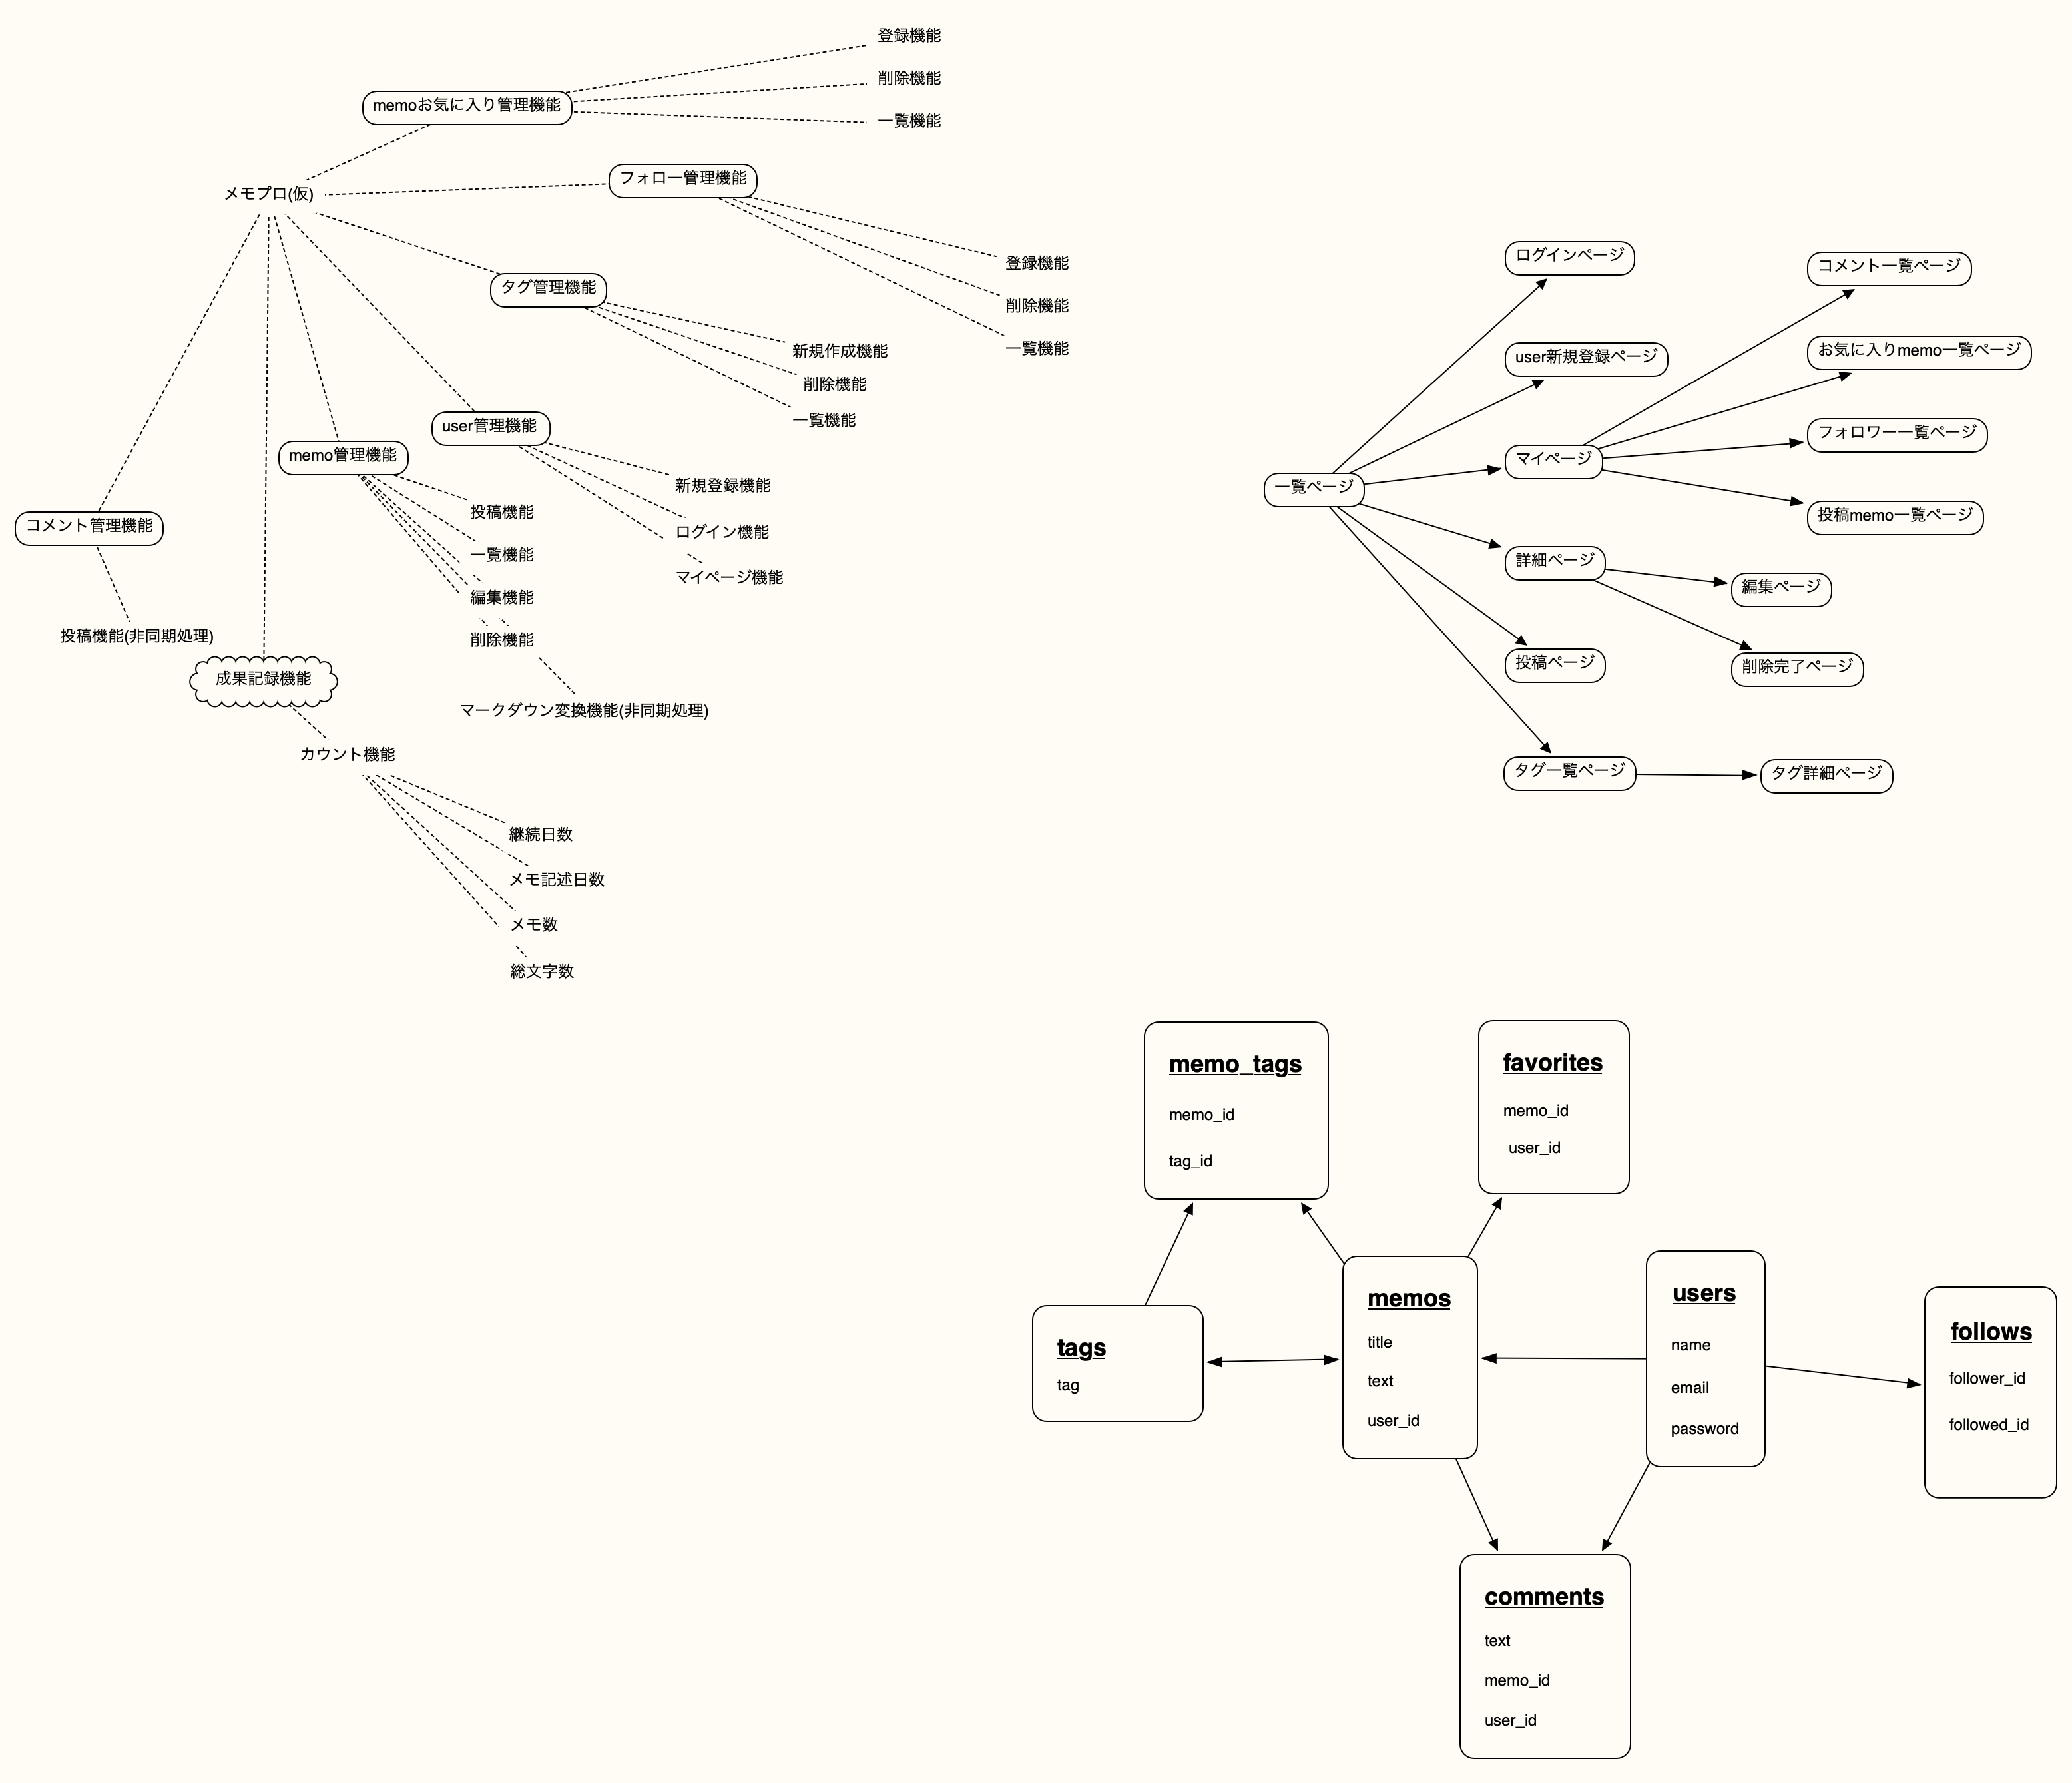 登録機能
削除機能
一覧機能
memoお気に入り管理機能
メモプロ(仮)
フォロー管理機能
登録機能
削除機能
一覧機能
タグ管理機能
新規作成機能
削除機能
一覧機能
user管理機能
新規登録機能
ログイン機能
マイページ機能
memo管理機能
投稿機能
一覧機能
編集機能
削除機能
マークダウン変換機能(非同期処理)
コメント管理機能
投稿機能(非同期処理)
成果記録機能
カウント機能
継続日数
メモ記述日数
メモ数
総文字数
一覧ページ
ログインページ
user新規登録ページ
マイページ
コメント一覧ページ
お気に入りmemo一覧ページ
フォロワー一覧ページ
投稿memo一覧ページ
詳細ページ
編集ページ
削除完了ページ
投稿ページ
タグ一覧ページ
タグ詳細ページ
memo_tags
memo_id
tag_id
favorites
memo_id
user_id
tags
tag
memos
title
text
user_id
users
name
email
password
follows
follower_id
followed_id
comments
text
memo_id
user_id